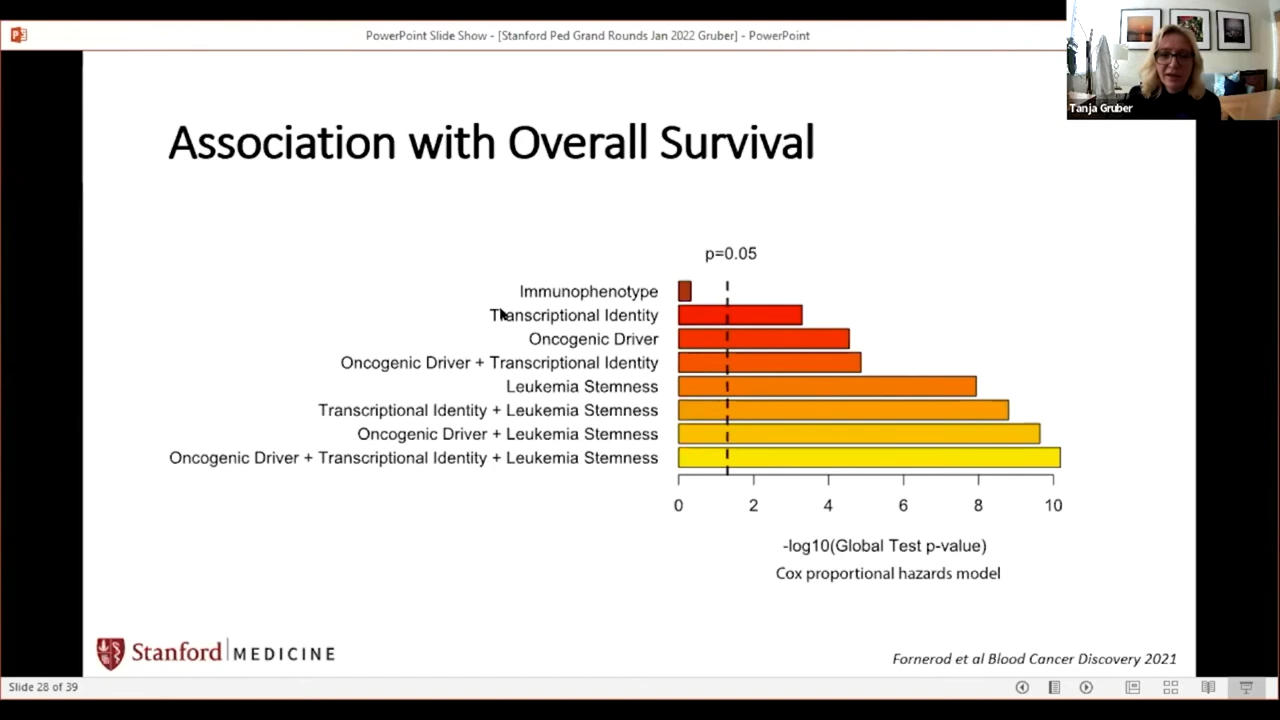 PowerPoint Slide Show - [Stanford Ped Grand Rounds Jan 2022 Gruber] - PowerPoint
Tanja Gruber
Association with Overall Survival
p=0.05
Immunophenotype
Transcriptional Identity
Oncogenic Driver
Oncogenic Driver + Transcriptional Identity
Leukemia Stemness
Transcriptional Identity + Leukemia Stemness
Oncogenic Driver + Leukemia Stemness
Oncogenic Driver + Transcriptional Identity + Leukemia Stemness
0 2 4 6 8 10
-log10(Global Test p-value)
Cox proportional hazards model
Stanford MEDICINE
Fornerod et al Blood Cancer Discovery 2021
Slide 28 of 39